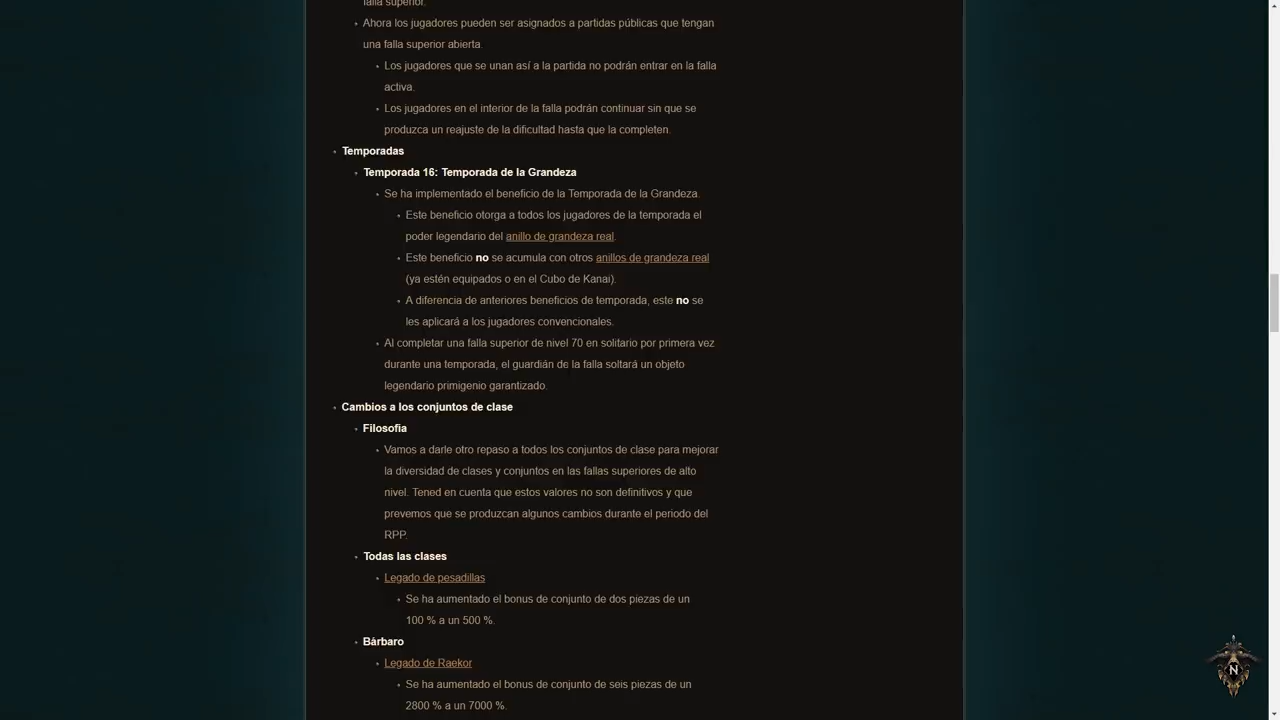 falla superior.
Ahora los jugadores pueden ser asignados a partidas públicas que tengan
una falla superior abierta.
Los jugadores que se unan así a la partida no podrán entrar en la falla
activa.
Los jugadores en el interior de la falla podrán continuar sin que se
produzca un reajuste de la dificultad hasta que la completen.
Temporadas
Temporada 16: Temporada de la Grandeza
Se ha implementado el beneficio de la Temporada de la Grandeza.
Este beneficio otorga a todos los jugadores de la temporada el
poder legendario del anillo de grandeza real.
Este beneficio no se acumula con otros anillos de grandeza real
(ya estén equipados o en el Cubo de Kanai).
A diferencia de anteriores beneficios de temporada, este no se
les aplicará a los jugadores convencionales.
Al completar una falla superior de nivel 70 en solitario por primera vez
durante una temporada, el guardián de la falla soltará un objeto
legendario primigenio garantizado.
Cambios a los conjuntos de clase
Filosofía
Vamos a darle otro repaso a todos los conjuntos de clase para mejorar
la diversidad de clases y conjuntos en las fallas superiores de alto
nivel. Tened en cuenta que estos valores no son definitivos y que
prevemos que se produzcan algunos cambios durante el periodo del
RPP.
Todas las clases
Legado de pesadillas
Se ha aumentado el bonus de conjunto de dos piezas de un
100 % a un 500 %.
Bárbaro
Legado de Raekor
Se ha aumentado el bonus de conjunto de seis piezas de un
2800 % a un 7000 %.
N